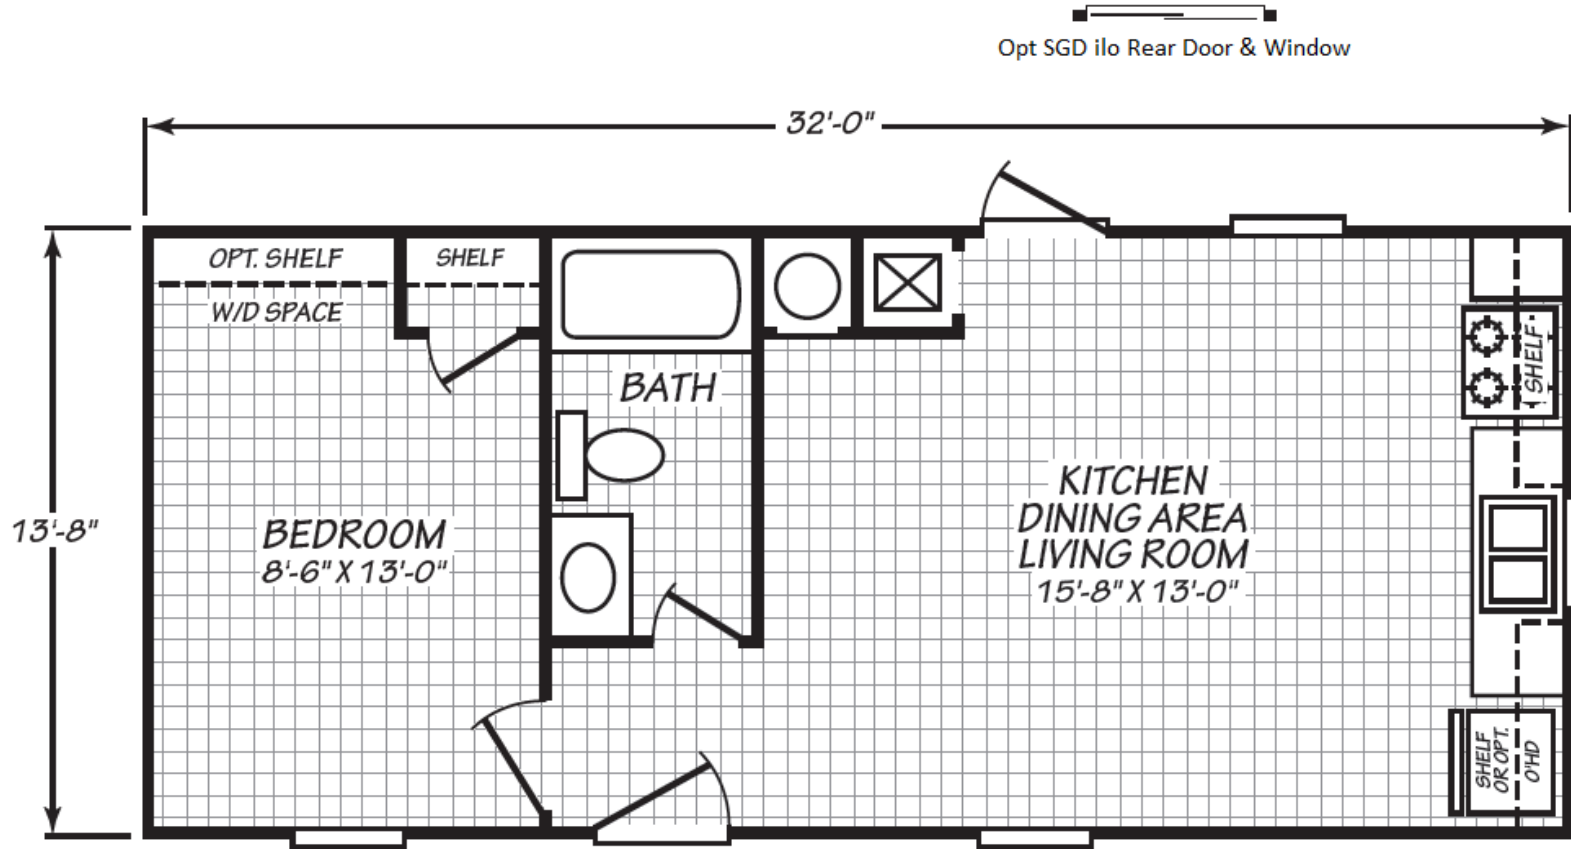 Opt SGD ilo Rear Door & Window
32'-0"
OPT. SHELF
W/D SPACE
SHELF
BATH
SHELF
13'-8"
BEDROOM
8'-6" X 13'-0"
KITCHEN
DINING AREA
LIVING ROOM
15'-8" X 13'-0"
SHELF
OR OPT.
O'HD